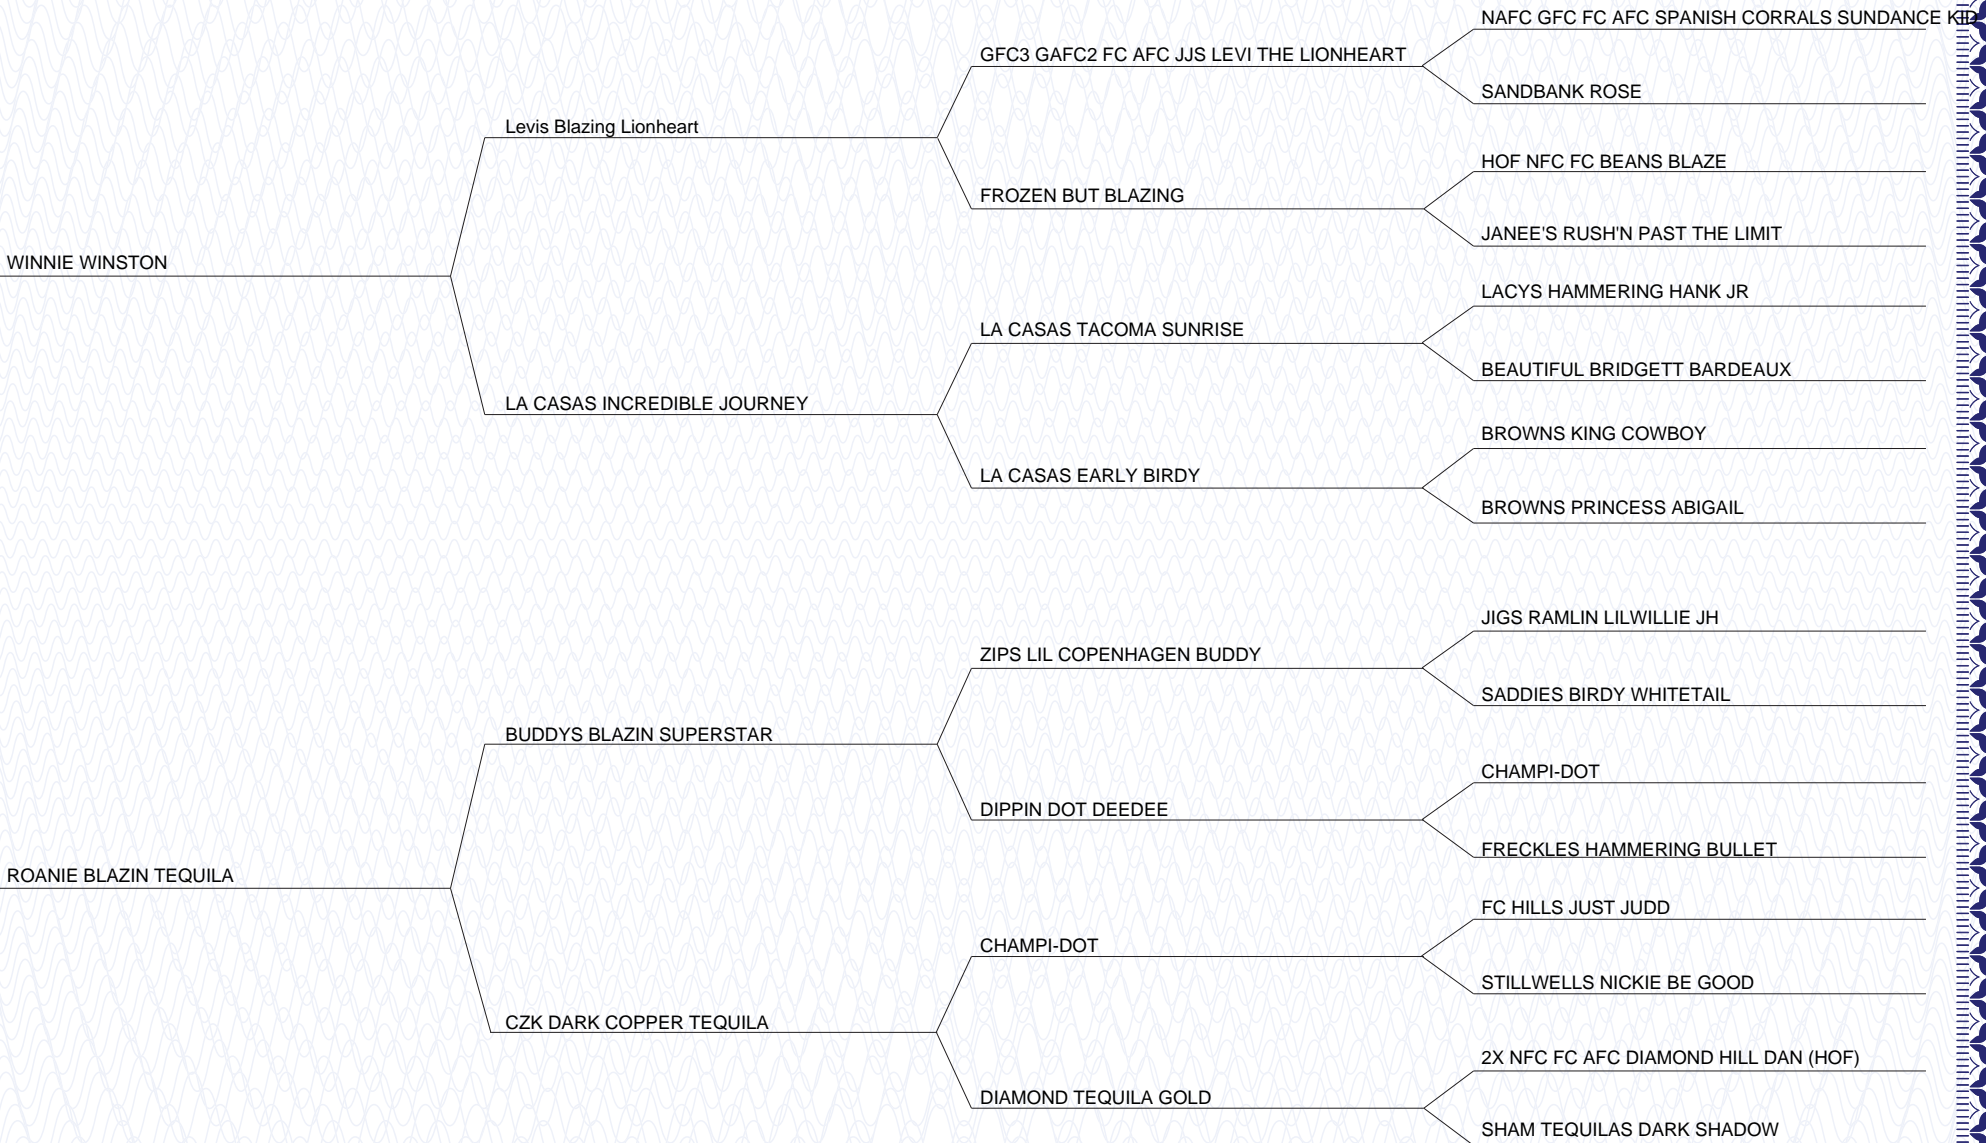 NAFC GFC FC AFC SPANISH CORRALS SUNDANCE KID
GFC3 GAFC2 FC AFC JJS LEVI THE LIONHEART
SANDBANK ROSE
Levis Blazing Lionheart
HOF NFC FC BEANS BLAZE
FROZEN BUT BLAZING
JANEE'S RUSH'N PAST THE LIMIT
WINNIE WINSTON
LACYS HAMMERING HANK JR
LA CASAS TACOMA SUNRISE
BEAUTIFUL BRIDGETT BARDEAUX
LA CASAS INCREDIBLE JOURNEY
BROWNS KING COWBOY
LA CASAS EARLY BIRDY
BROWNS PRINCESS ABIGAIL
JIGS RAMLIN LILWILLIE JH
ZIPS LIL COPENHAGEN BUDDY
SADDIES BIRDY WHITETAIL
BUDDYS BLAZIN SUPERSTAR
CHAMPI-DOT
DIPPIN DOT DEEDEE
FRECKLES HAMMERING BULLET
ROANIE BLAZIN TEQUILA
FC HILLS JUST JUDD
CHAMPI-DOT
STILLWELLS NICKIE BE GOOD
CZK DARK COPPER TEQUILA
2X NFC FC AFC DIAMOND HILL DAN (HOF)
DIAMOND TEQUILA GOLD
SHAM TEQUILAS DARK SHADOW